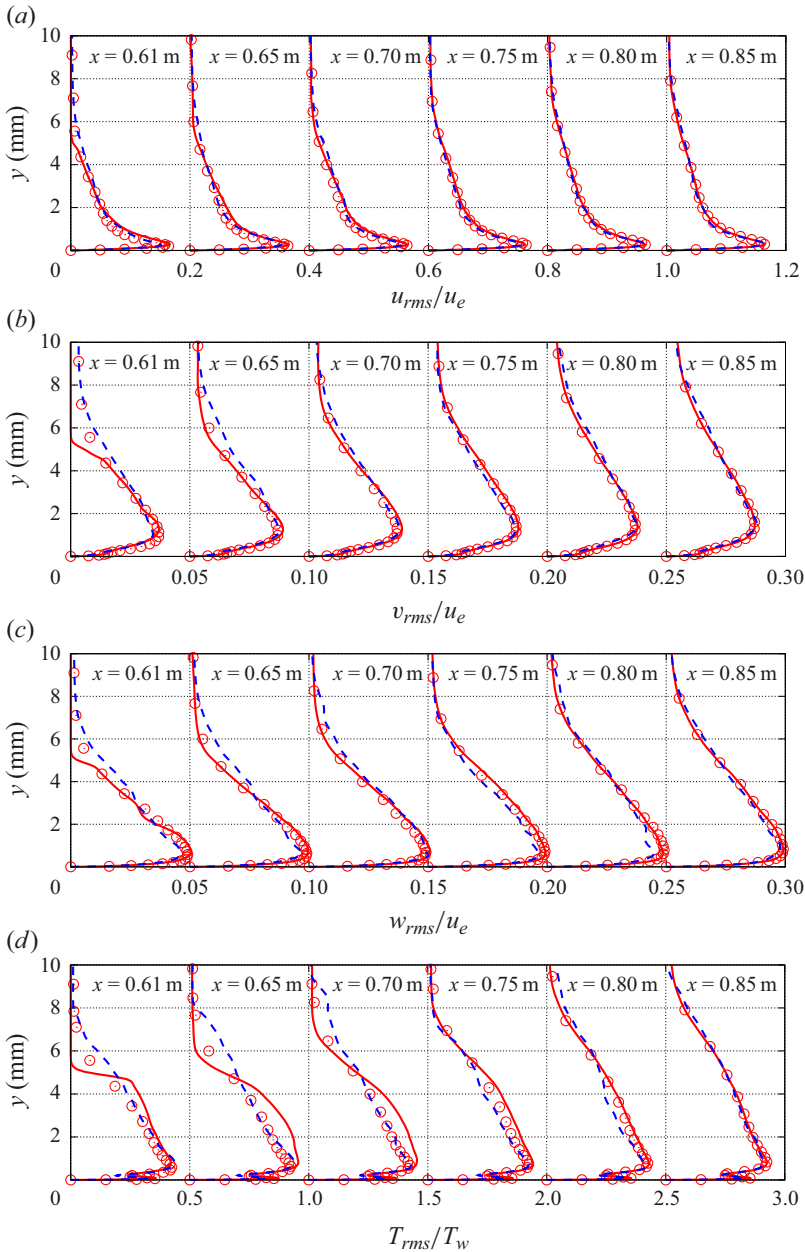 (a)
10
8
6
4
2
0
y (mm)
x = 0.61 m
x = 0.65 m
x = 0.70 m
x = 0.75 m
x = 0.80 m
x = 0.85 m
0.2
0.4
0.6
0.8
1.0
1.2
u_rms/u_e
(b)
10
8
6
4
2
0
y (mm)
x = 0.61 m
x = 0.65 m
x = 0.70 m
x = 0.75 m
x = 0.80 m
x = 0.85 m
0.05
0.10
0.15
0.20
0.25
0.30
v_rms/u_e
(c)
10
8
6
4
2
0
y (mm)
x = 0.61 m
x = 0.65 m
x = 0.70 m
x = 0.75 m
x = 0.80 m
x = 0.85 m
0.05
0.10
0.15
0.20
0.25
0.30
w_rms/u_e
(d)
10
8
6
4
2
0
y (mm)
x = 0.61 m
x = 0.65 m
x = 0.70 m
x = 0.75 m
x = 0.80 m
x = 0.85 m
0.5
1.0
1.5
2.0
2.5
3.0
T_rms/T_w